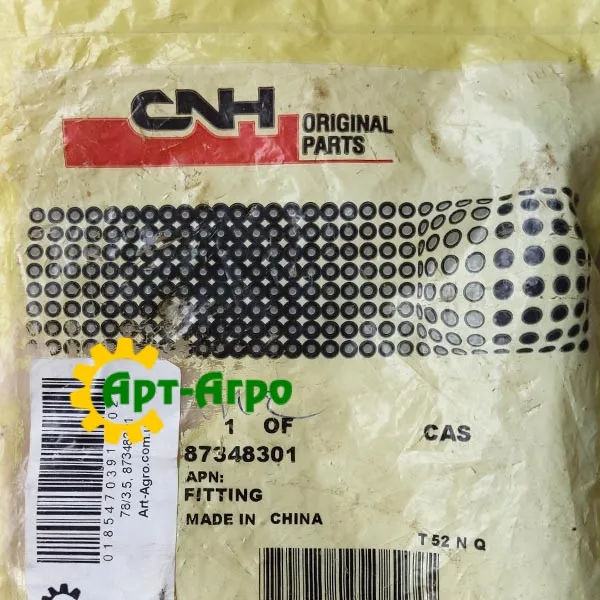 CNH
ORIGINAL
PARTS
Арт-Агро
1 OF
CAS
87348301
APN:
FITTING
MADE IN CHINA
T 52 N Q
Art-Agro.com